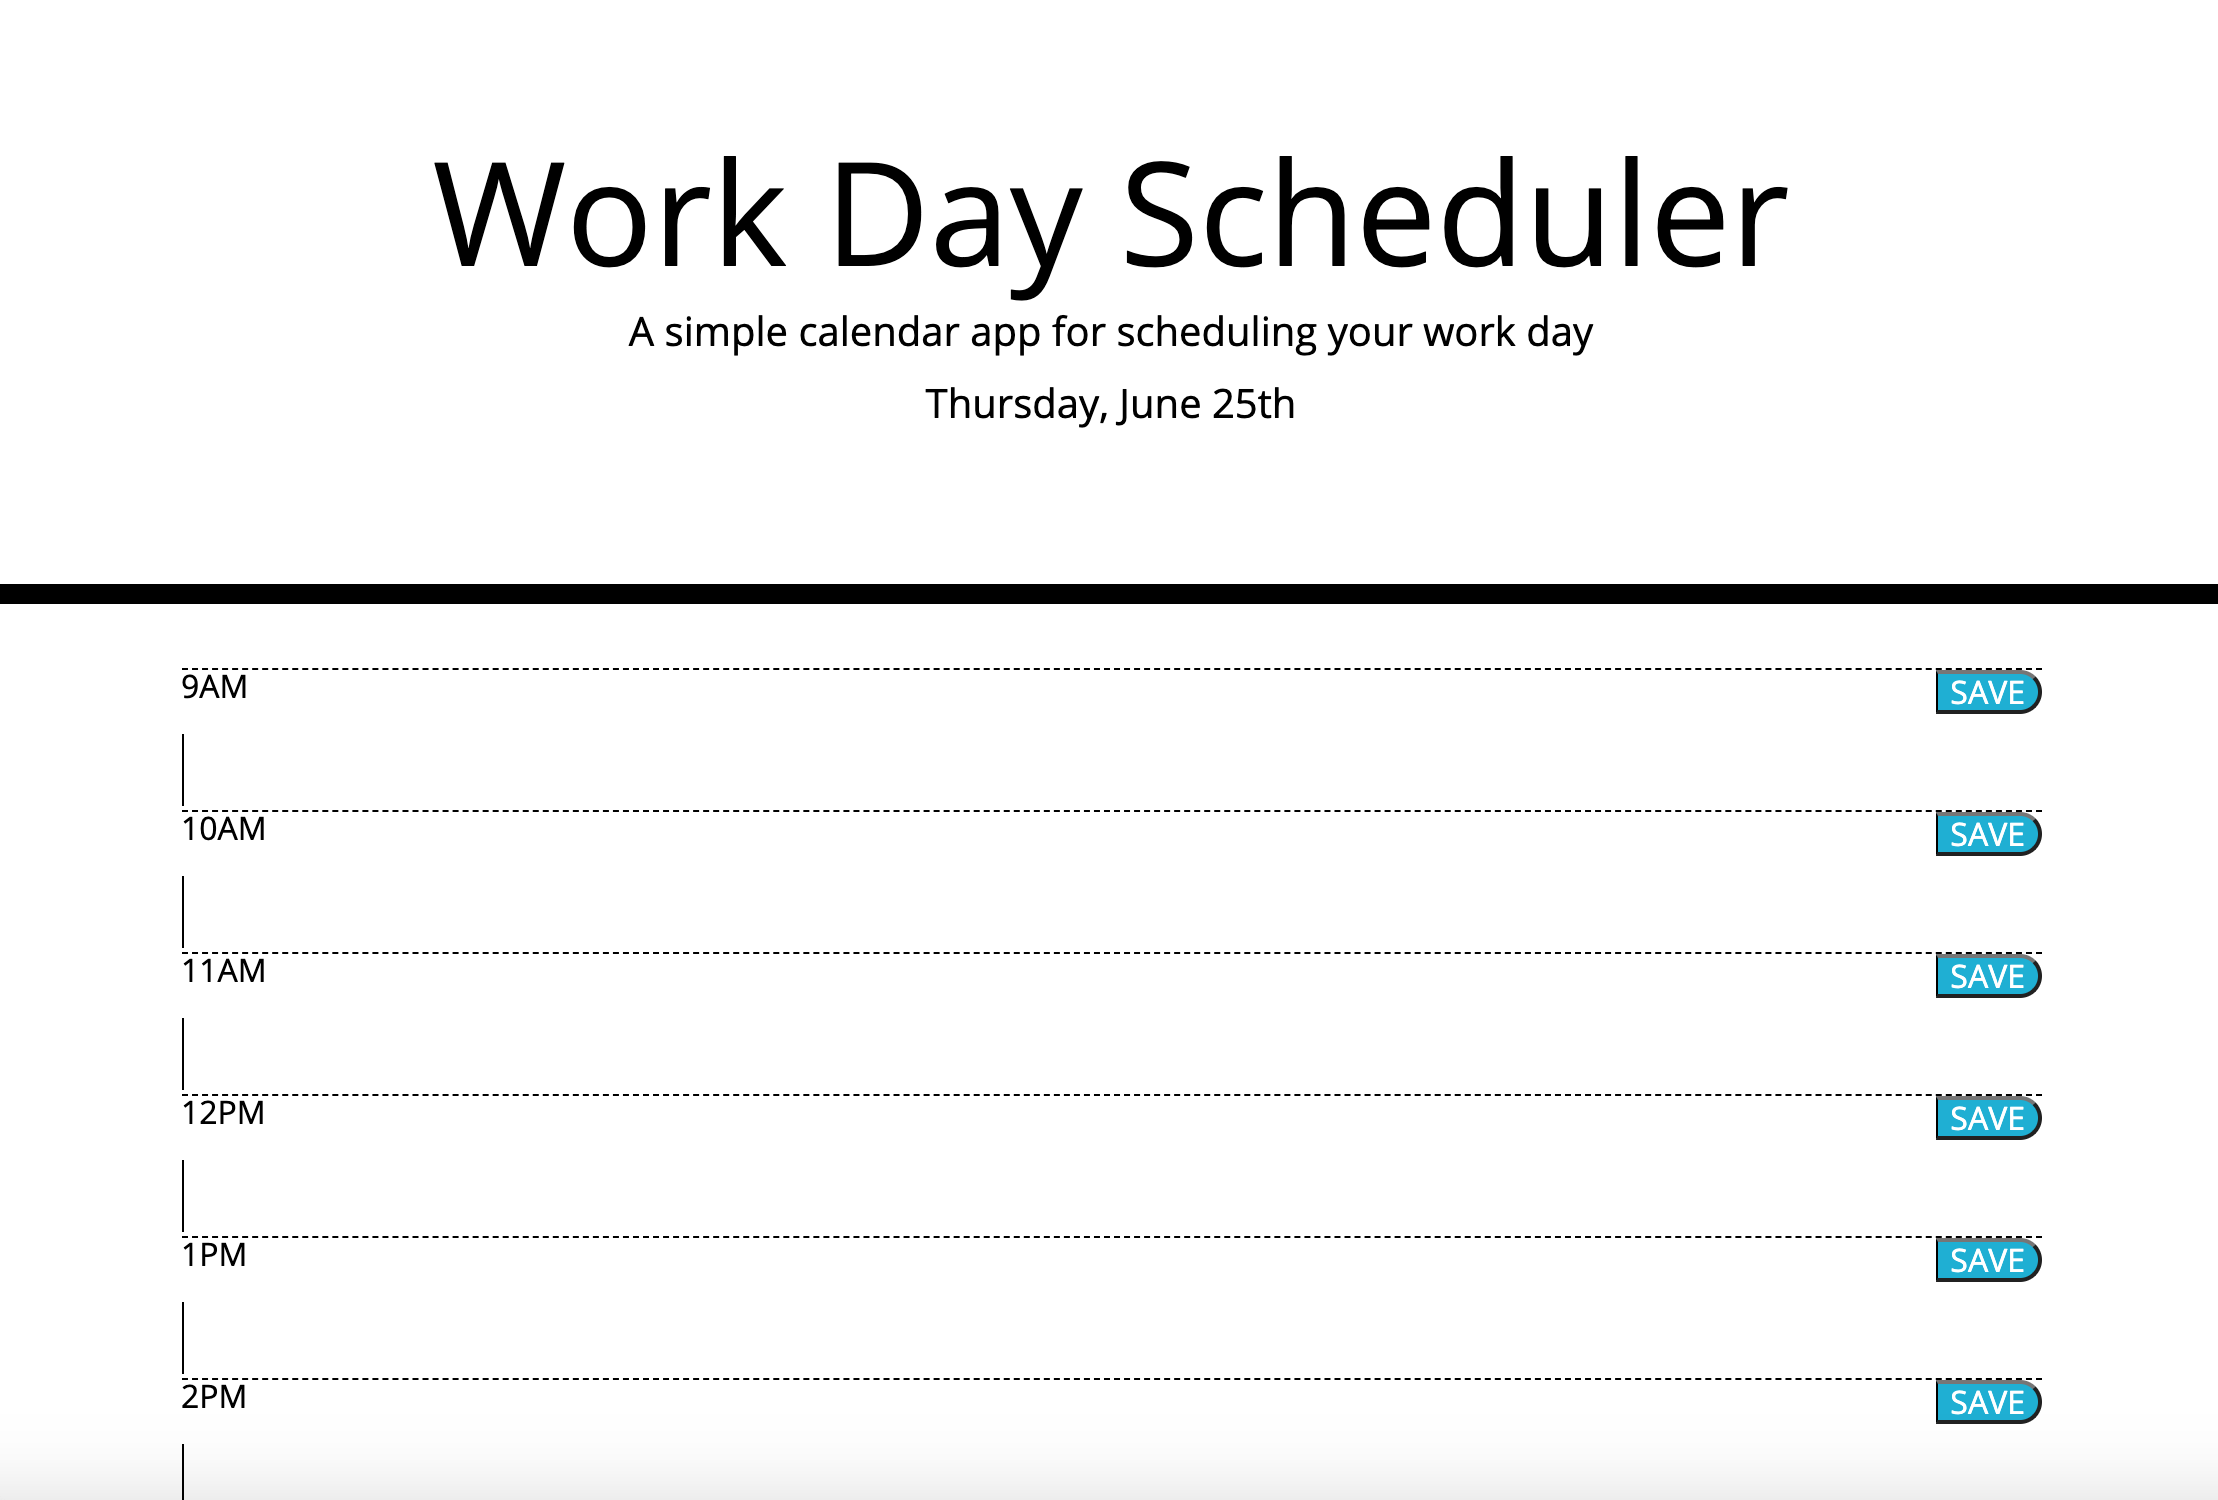 Work Day Scheduler
A simple calendar app for scheduling your work day
Thursday, June 25th
9AM SAVE
10AM SAVE
11AM SAVE
12PM SAVE
1PM SAVE
2PM SAVE